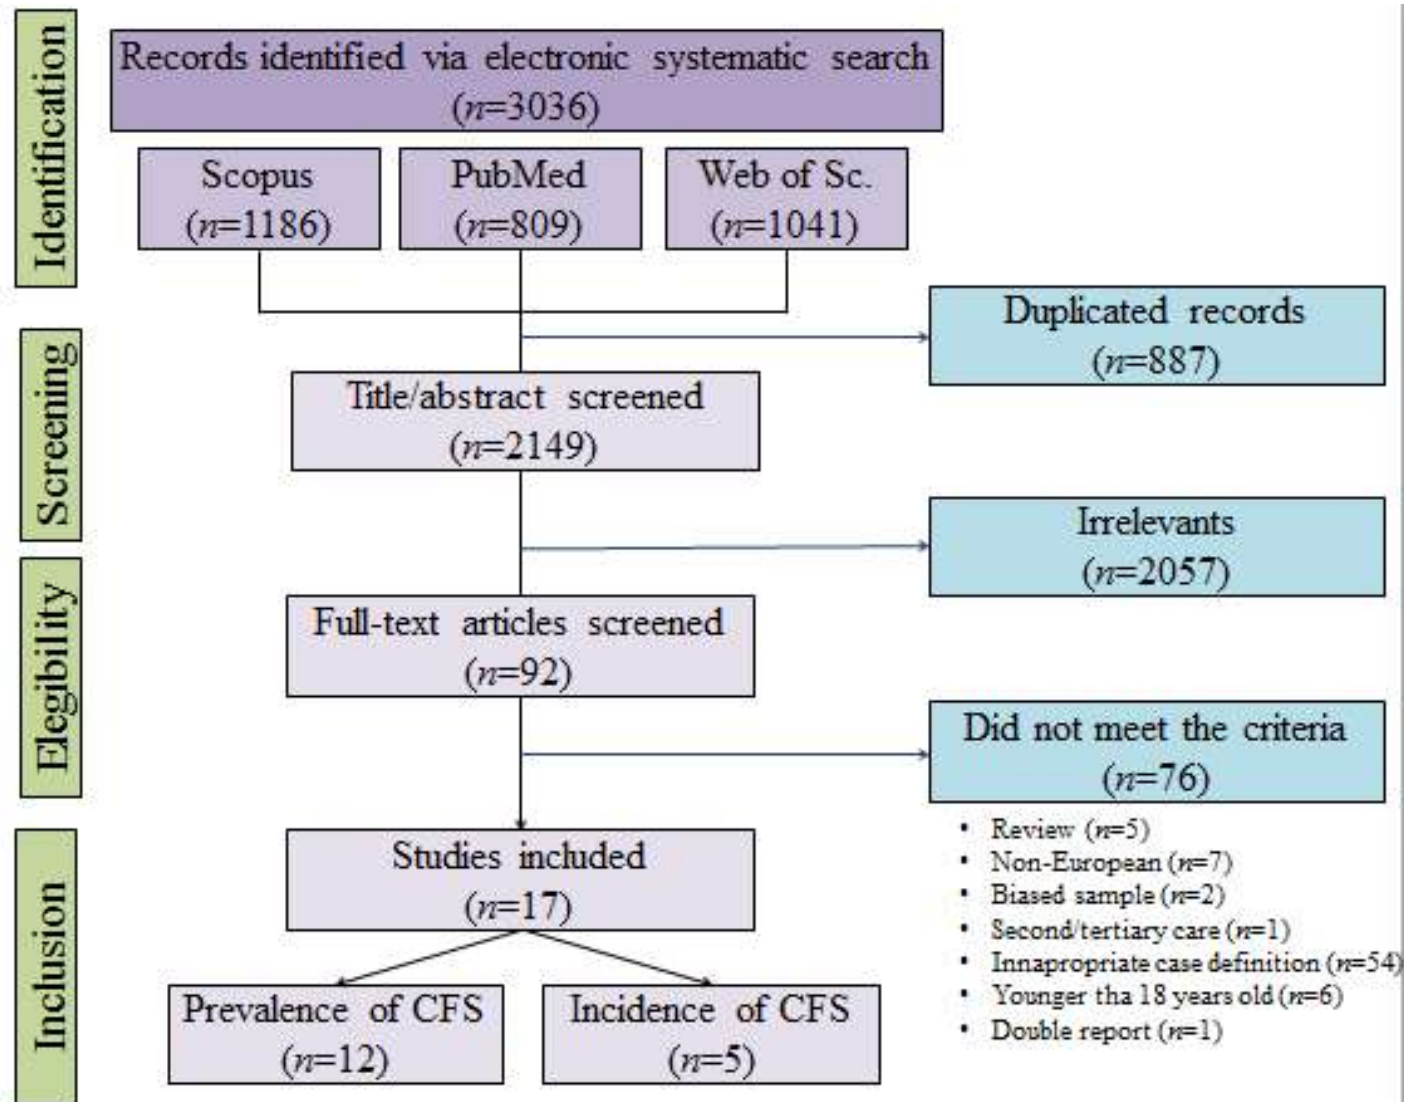 Identification
Records identified via electronic systematic search
(n=3036)
Scopus
(n=1186)
PubMed
(n=809)
Web of Sc.
(n=1041)
Duplicated records
(n=887)
Screening
Title/abstract screened
(n=2149)
Irrelevants
(n=2057)
Elegibility
Full-text articles screened
(n=92)
Did not meet the criteria
(n=76)
• Review (n=5)
• Non-European (n=7)
• Biased sample (n=2)
• Second/tertiary care (n=1)
• Innapropriate case definition (n=54)
• Younger tha 18 years old (n=6)
• Double report (n=1)
Inclusion
Studies included
(n=17)
Prevalence of CFS
(n=12)
Incidence of CFS
(n=5)